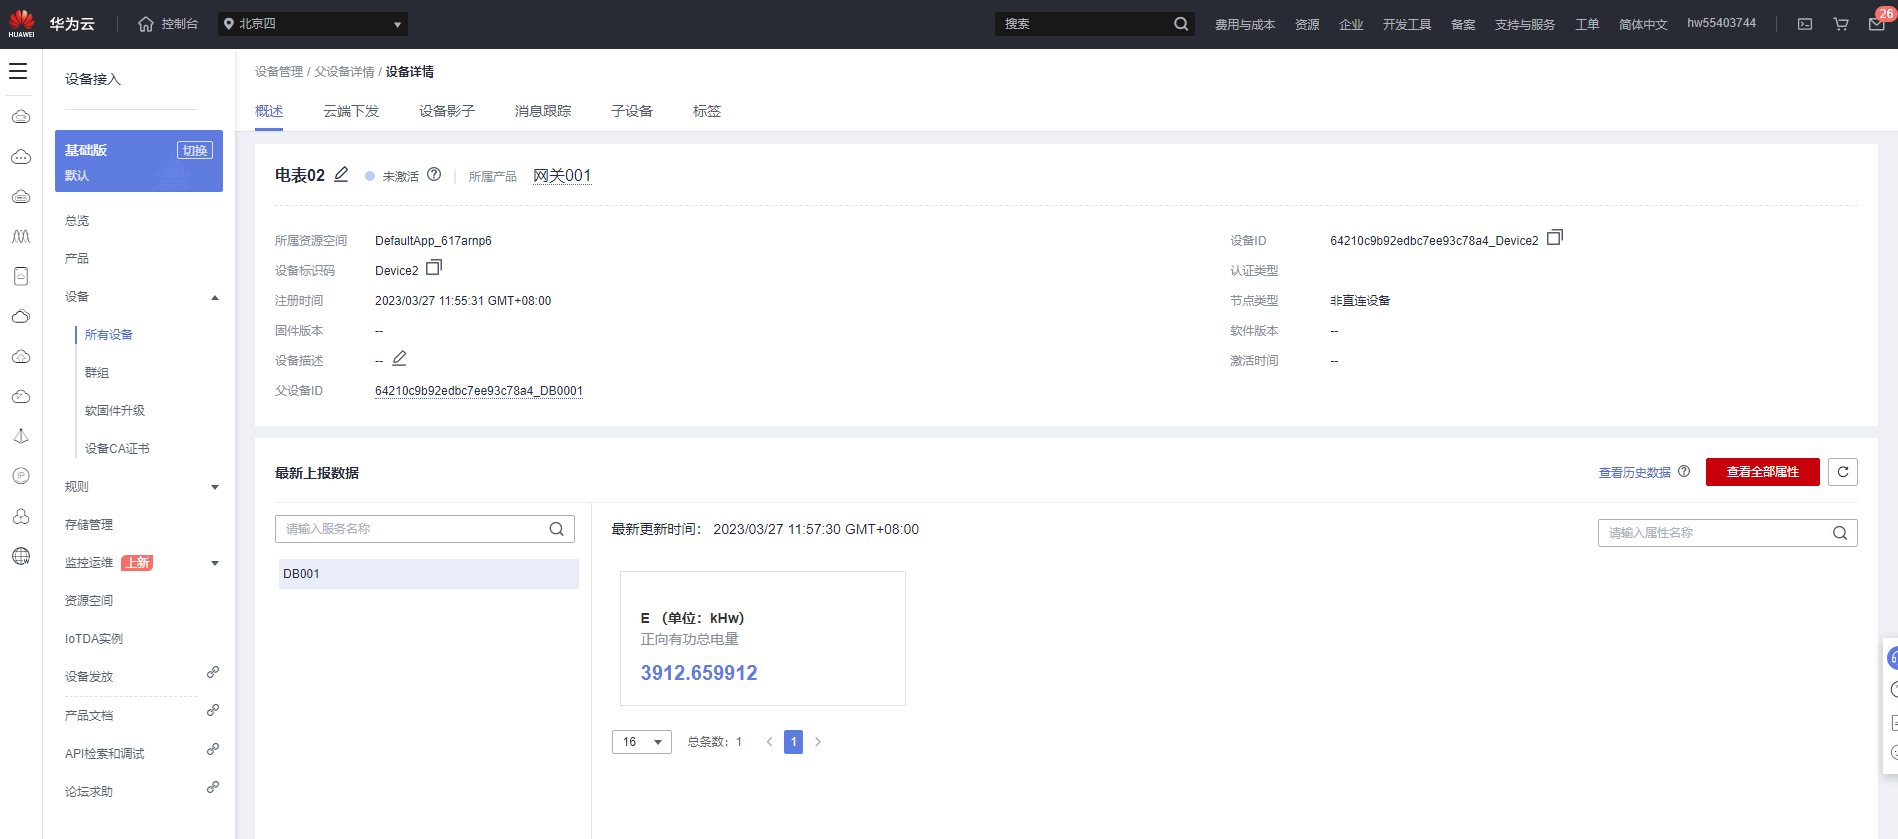 HUAWEI
华为云
控制台
北京四
搜索
费用与成本
资源
企业
开发工具
备案
支持与服务
工单
简体中文
hw55403744
26
设备接入
基础版
切换
默认
总览
产品
设备
所有设备
群组
软固件升级
设备CA证书
规则
存储管理
监控运维 上新
资源空间
IoTDA实例
设备发放
产品文档
API检索和调试
论坛求助
设备管理 / 父设备详情 / 设备详情
概述
云端下发
设备影子
消息跟踪
子设备
标签
电表02
未激活
所属产品
网关001
所属资源空间 DefaultApp_617arnp6
设备标识码 Device2
注册时间 2023/03/27 11:55:31 GMT+08:00
固件版本 --
设备描述 --
父设备ID 64210c9b92edbc7ee93c78a4_DB0001
设备ID 64210c9b92edbc7ee93c78a4_Device2
认证类型
节点类型 非直连设备
软件版本 --
激活时间 --
最新上报数据
查看历史数据
查看全部属性
请输入服务名称
DB001
最新更新时间： 2023/03/27 11:57:30 GMT+08:00
请输入属性名称
E （单位：kHw）
正向有功总电量
3912.659912
16
总条数：1
1